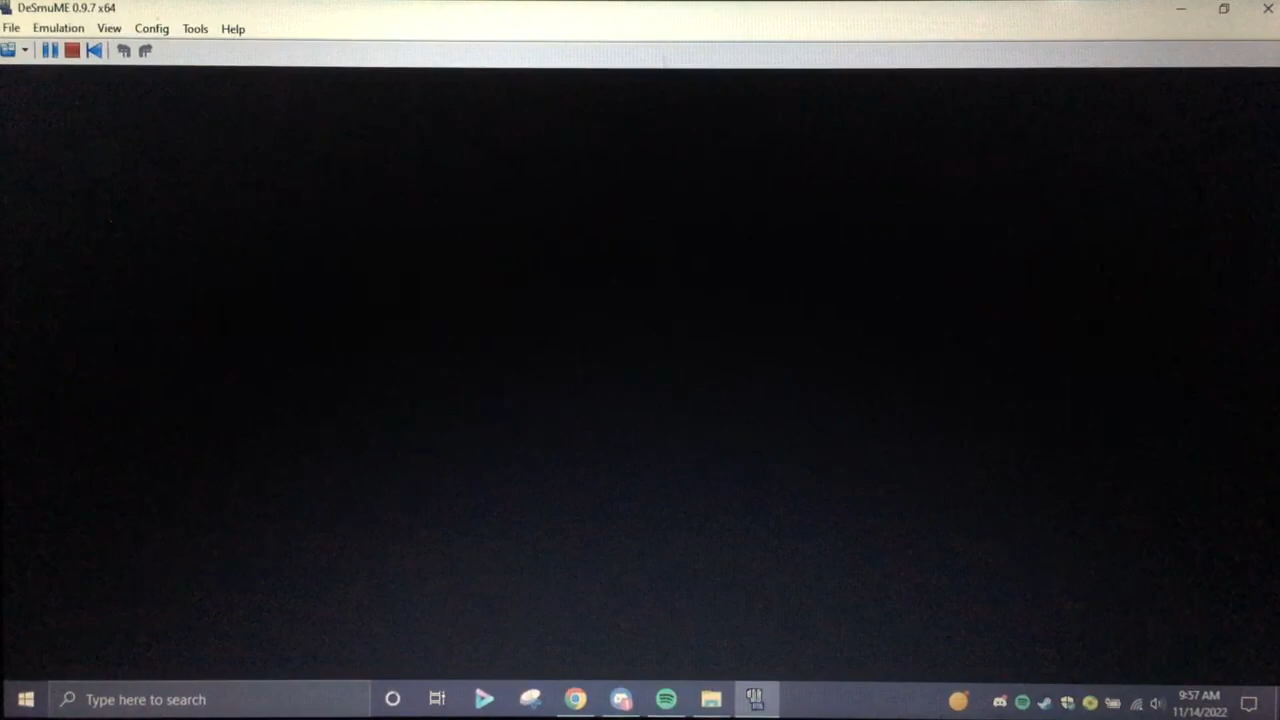 DeSmuME 0.9.7 x64
File Emulation View Config Tools Help
Type here to search
9:57 AM
11/14/2022